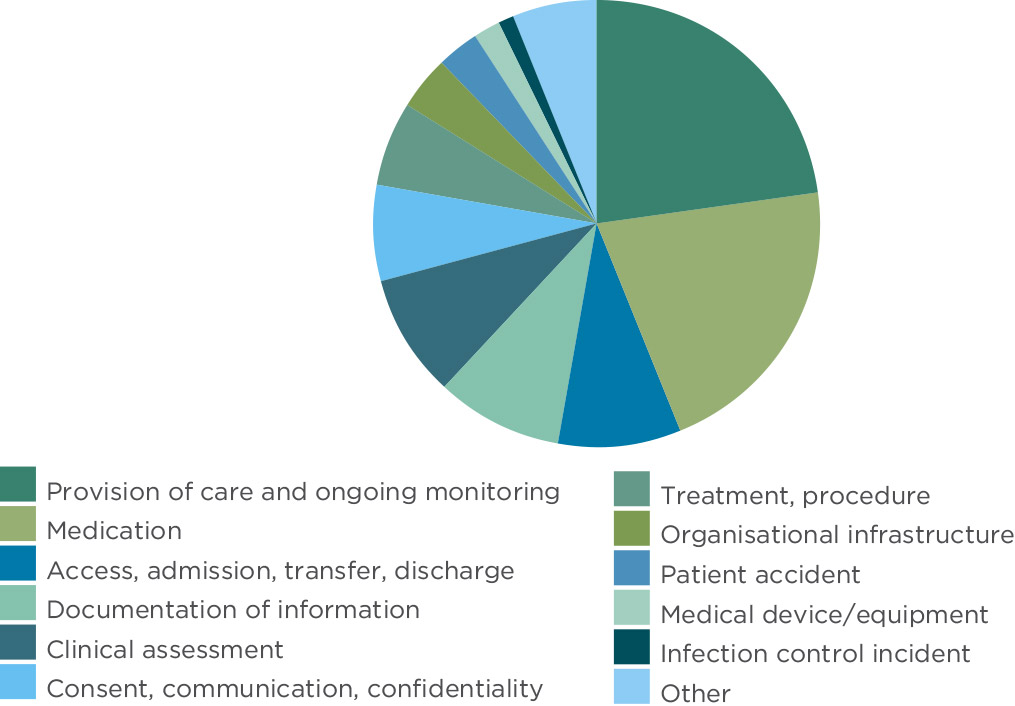 Provision of care and ongoing monitoring
Medication
Access, admission, transfer, discharge
Documentation of information
Clinical assessment
Consent, communication, confidentiality
Treatment, procedure
Organisational infrastructure
Patient accident
Medical device/equipment
Infection control incident
Other